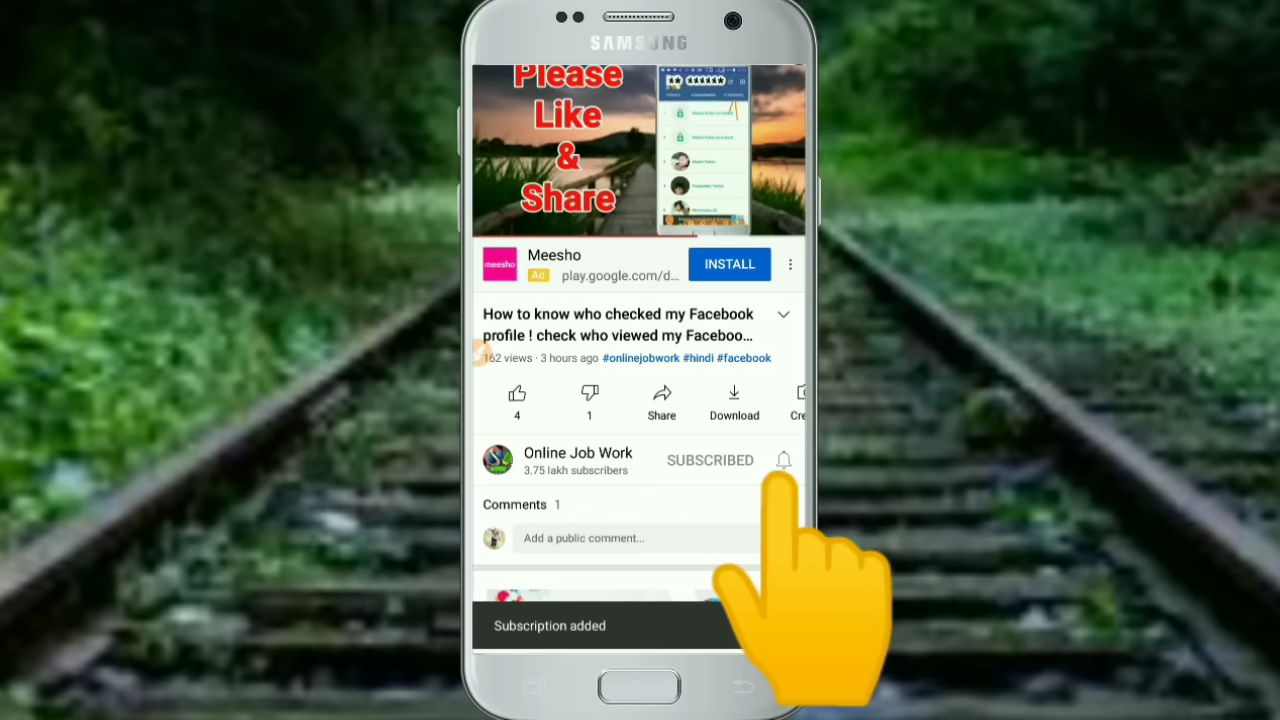 SAMSUNG
Please
Like
&
Share
meesho
Meesho
INSTALL
Ad play.google.com/d...
How to know who checked my Facebook
profile ! check who viewed my Faceboo...
162 views · 3 hours ago #onlinejobwork #hindi #facebook
4
1
Share
Download
Cre
Online Job Work
SUBSCRIBED
3.75 lakh subscribers
Comments 1
Add a public comment...
Subscription added